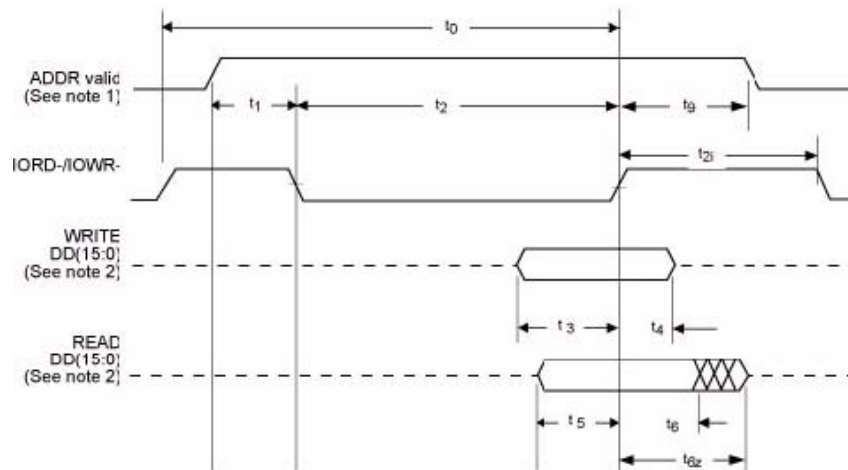 t0
ADDR valid
(See note 1)
t1
t2
t9
IORD-/IOWR-
t2i
WRITE
DD(15:0)
(See note 2)
t3
t4
READ
DD(15:0)
(See note 2)
t5
t6
t6z